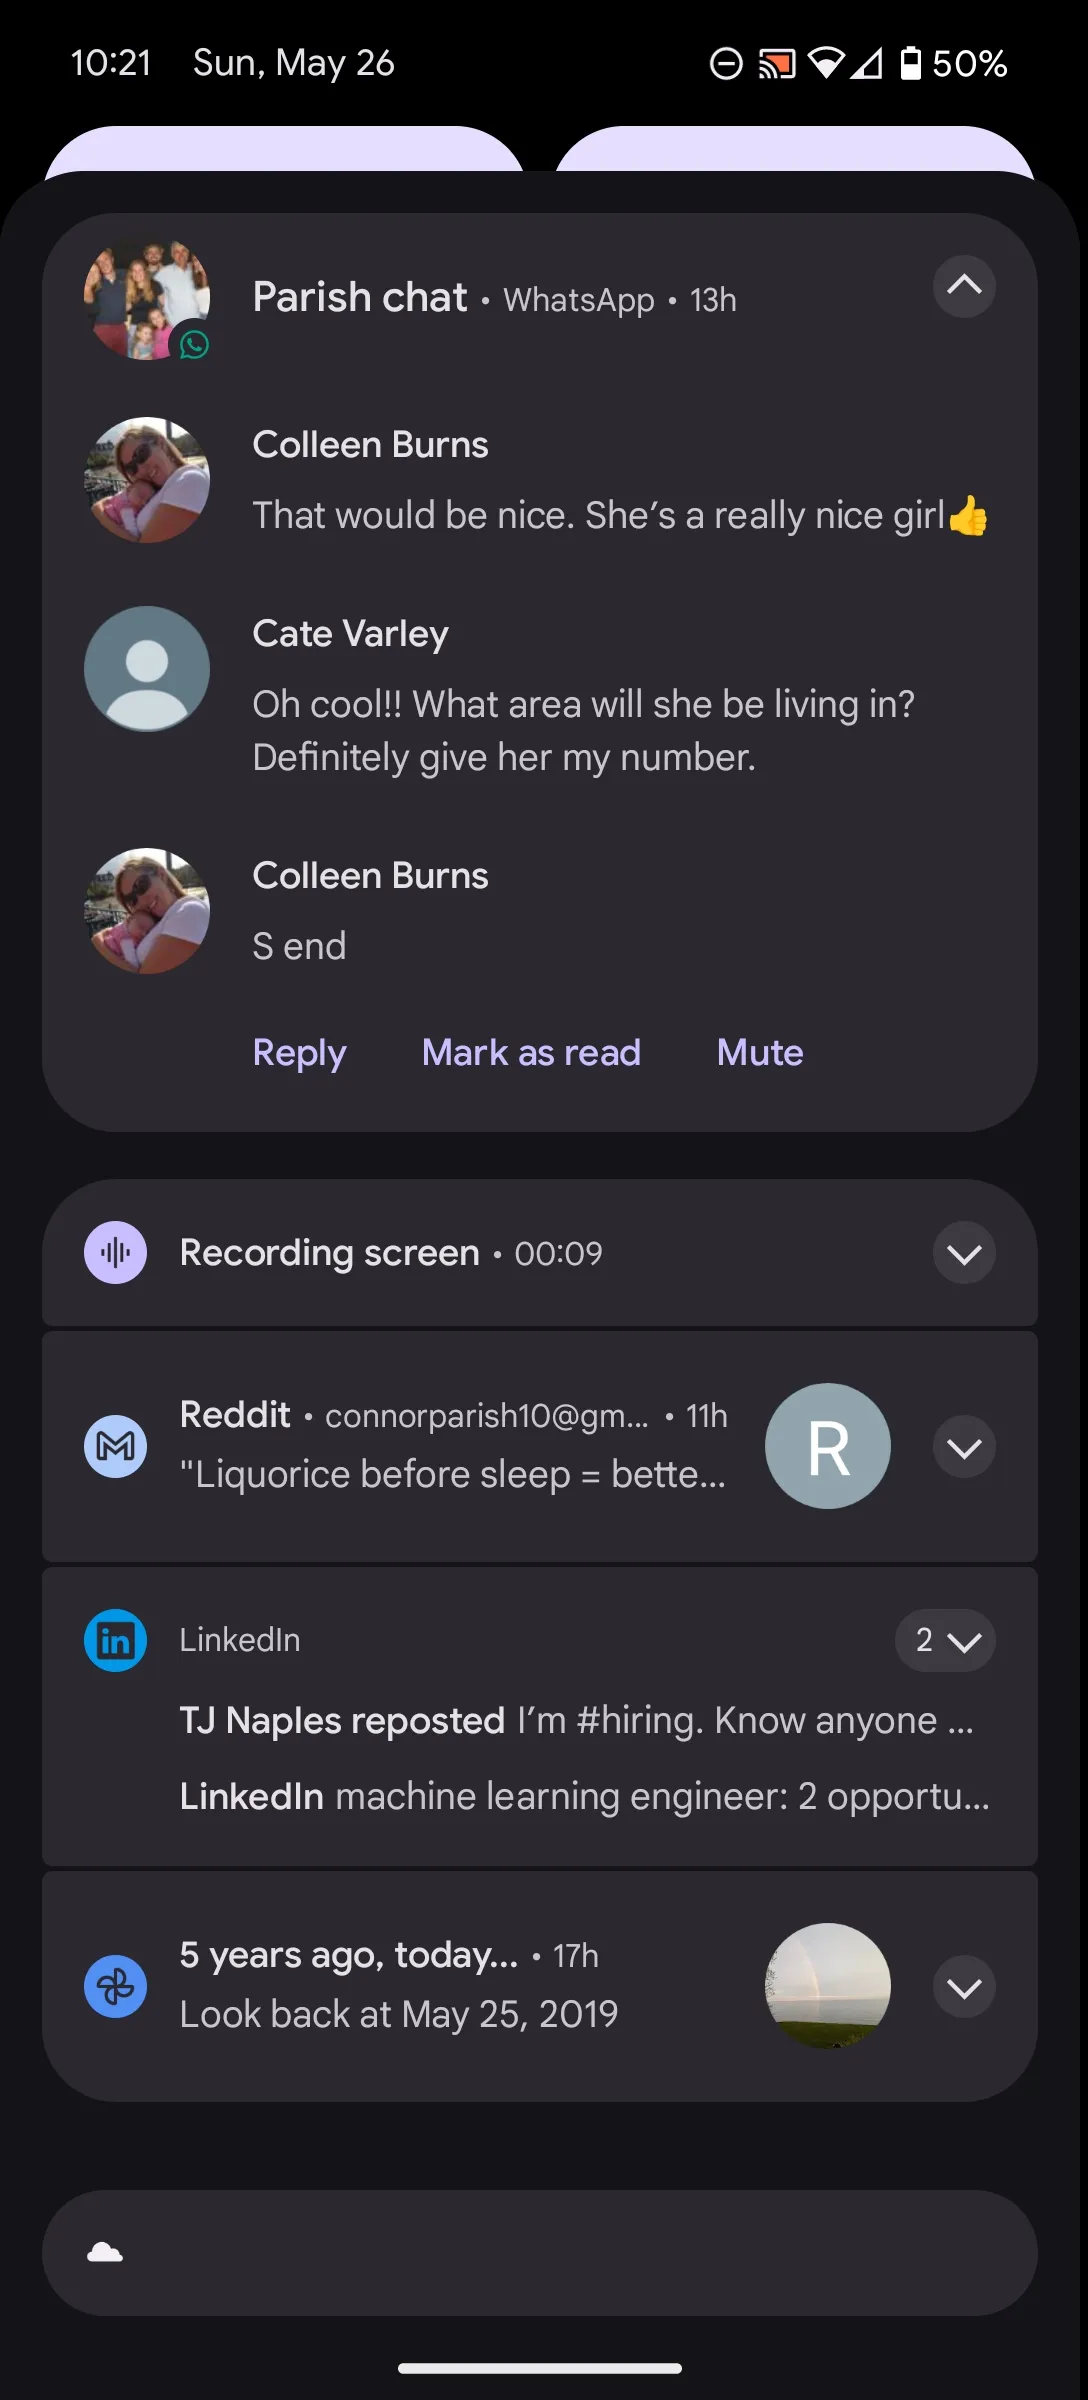 10:21 Sun, May 26 50%
Parish chat • WhatsApp • 13h
Colleen Burns
That would be nice. She’s a really nice girl👍
Cate Varley
Oh cool!! What area will she be living in?
Definitely give her my number.
Colleen Burns
S end
Reply Mark as read Mute
Recording screen • 00:09
Reddit • connorparish10@gm... • 11h
"Liquorice before sleep = bette...
R
LinkedIn 2
TJ Naples reposted I’m #hiring. Know anyone ...
LinkedIn machine learning engineer: 2 opportu...
5 years ago, today... • 17h
Look back at May 25, 2019